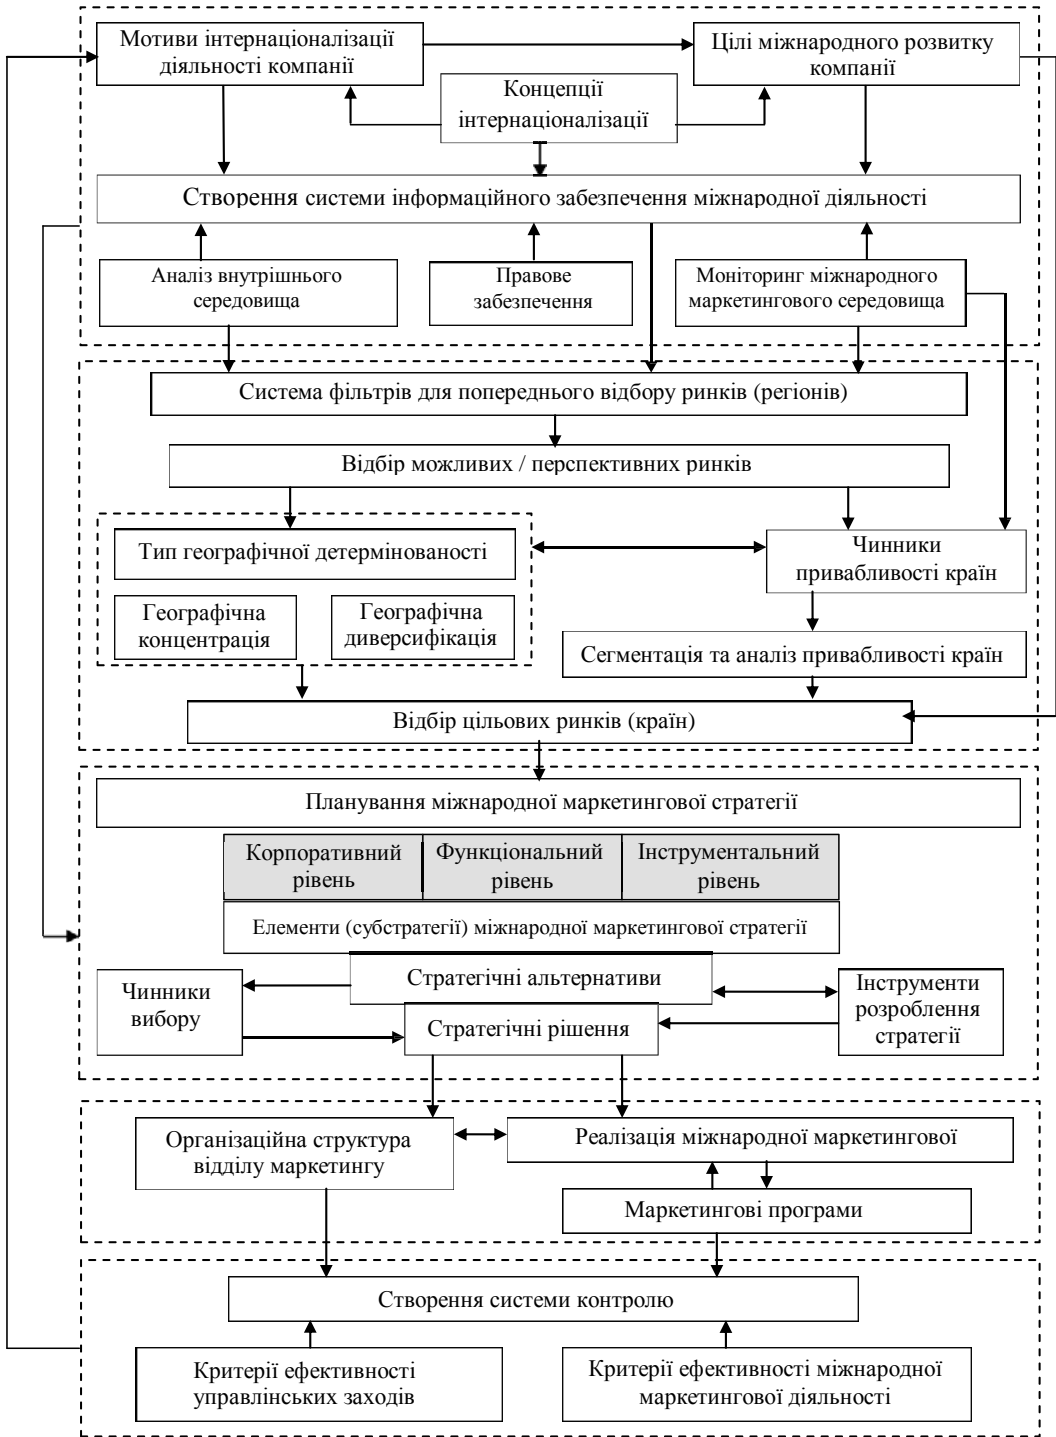 Мотиви інтернаціоналізації
діяльності компанії
Цілі міжнародного розвитку
компанії
Концепції
інтернаціоналізації
Створення системи інформаційного забезпечення міжнародної діяльності
Аналіз внутрішнього
середовища
Правове
забезпечення
Моніторинг міжнародного
маркетингового середовища
Система фільтрів для попереднього відбору ринків (регіонів)
Відбір можливих / перспективних ринків
Тип географічної детермінованості
Чинники
привабливості країн
Географічна
концентрація
Географічна
диверсифікація
Сегментація та аналіз привабливості країн
Відбір цільових ринків (країн)
Планування міжнародної маркетингової стратегії
Корпоративний
рівень
Функціональний
рівень
Інструментальний
рівень
Елементи (субстратегії) міжнародної маркетингової стратегії
Стратегічні альтернативи
Чинники
вибору
Інструменти
розроблення
стратегії
Стратегічні рішення
Організаційна структура
відділу маркетингу
Реалізація міжнародної маркетингової
Маркетингові програми
Створення системи контролю
Критерії ефективності
управлінських заходів
Критерії ефективності міжнародної
маркетингової діяльності